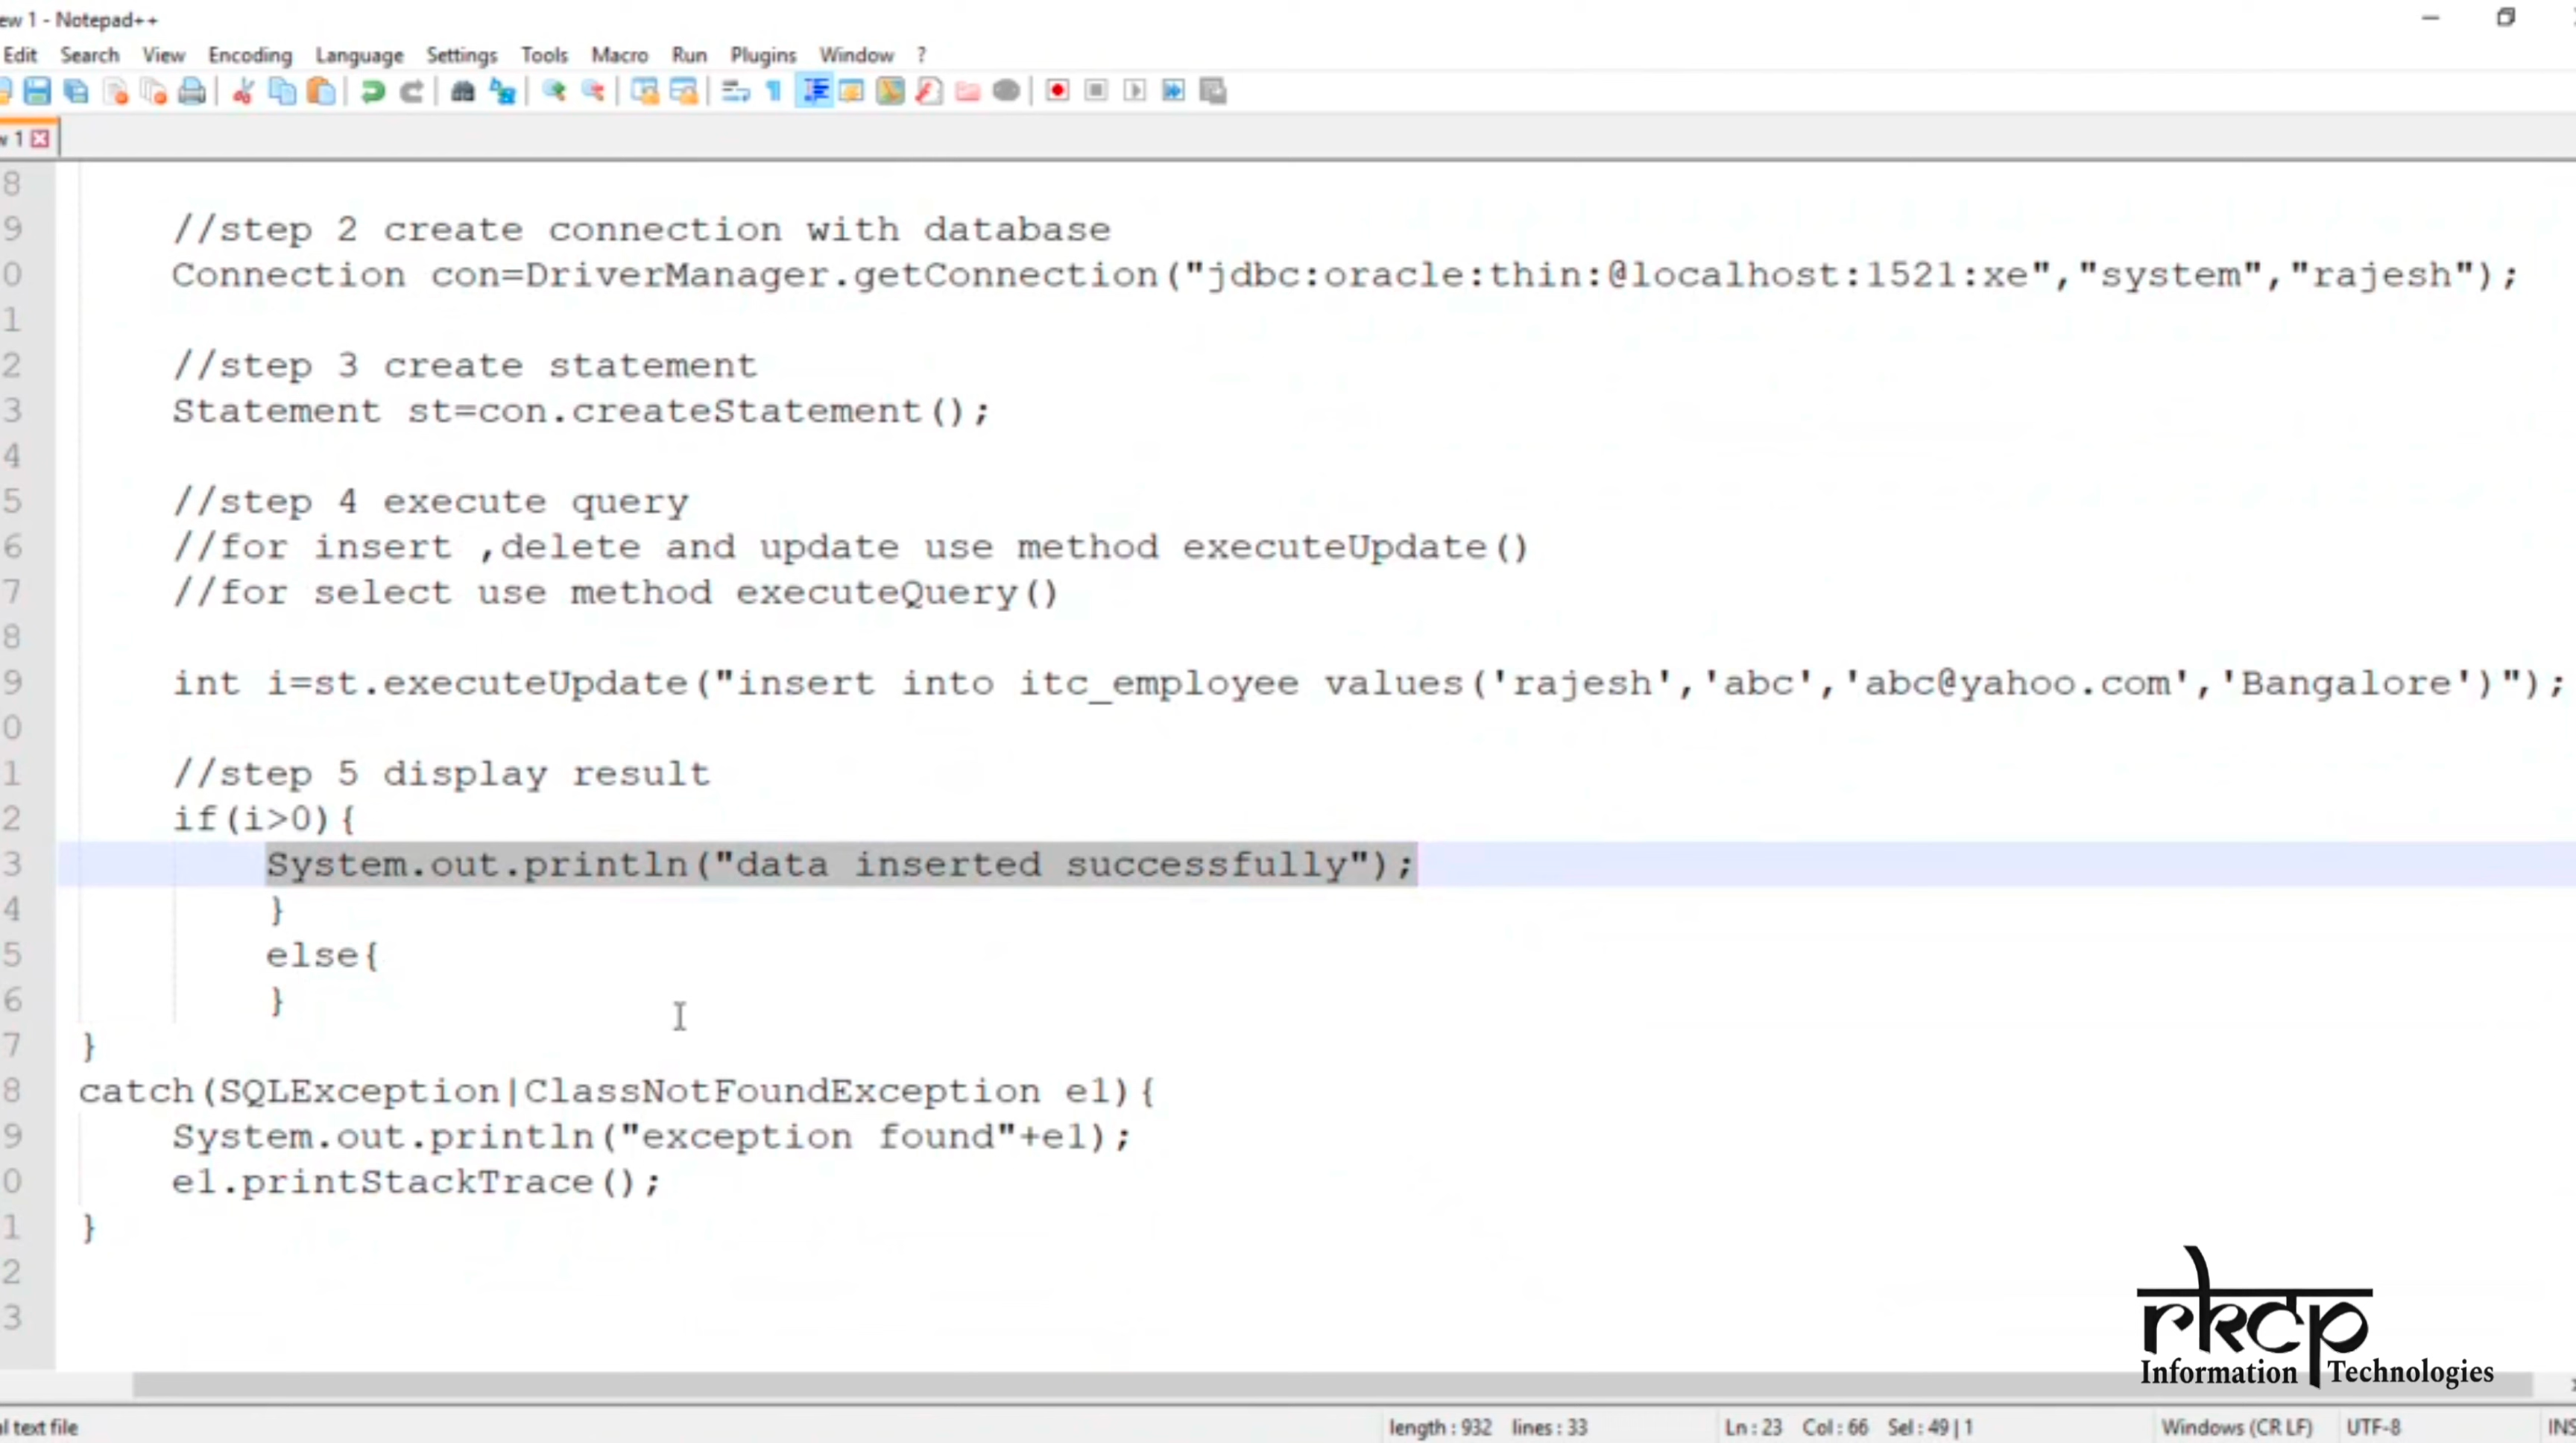 ew 1 - Notepad++
Edit Search View Encoding Language Settings Tools Macro Run Plugins Window ?
w 1
8
9 //step 2 create connection with database
0 Connection con=DriverManager.getConnection("jdbc:oracle:thin:@localhost:1521:xe","system","rajesh");
1
2 //step 3 create statement
3 Statement st=con.createStatement();
4
5 //step 4 execute query
6 //for insert ,delete and update use method executeUpdate()
7 //for select use method executeQuery()
8
9 int i=st.executeUpdate("insert into itc_employee values('rajesh','abc','abc@yahoo.com','Bangalore')");
0
1 //step 5 display result
2 if(i>0){
3 System.out.println("data inserted successfully");
4 }
5 else{
6 }
7 }
8 catch(SQLException|ClassNotFoundException e1){
9 System.out.println("exception found"+e1);
0 e1.printStackTrace();
1 }
2
3
rkcp
Information Technologies
al text file length : 932 lines : 33 Ln : 23 Col : 66 Sel : 49 | 1 Windows (CR LF) UTF-8 INS